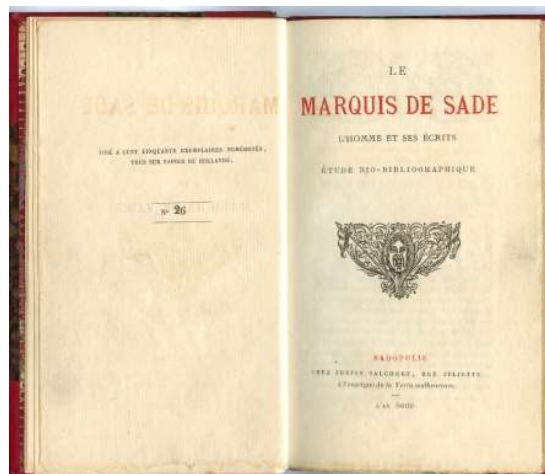 TIRÉ A CENT CINQUANTE EXEMPLAIRES NUMÉROTÉS,
TOUS SUR PAPIER DE HOLLANDE.
Nº 26
LE
MARQUIS DE SADE
L'HOMME ET SES ÉCRITS
ÉTUDE BIO-BIBLIOGRAPHIQUE
SADOPOLIS
CHEZ JUSTIN VALCOURT, RUE JULIETTE
à l'enseigne de la Vertu malheureuse,
L'AN 0000